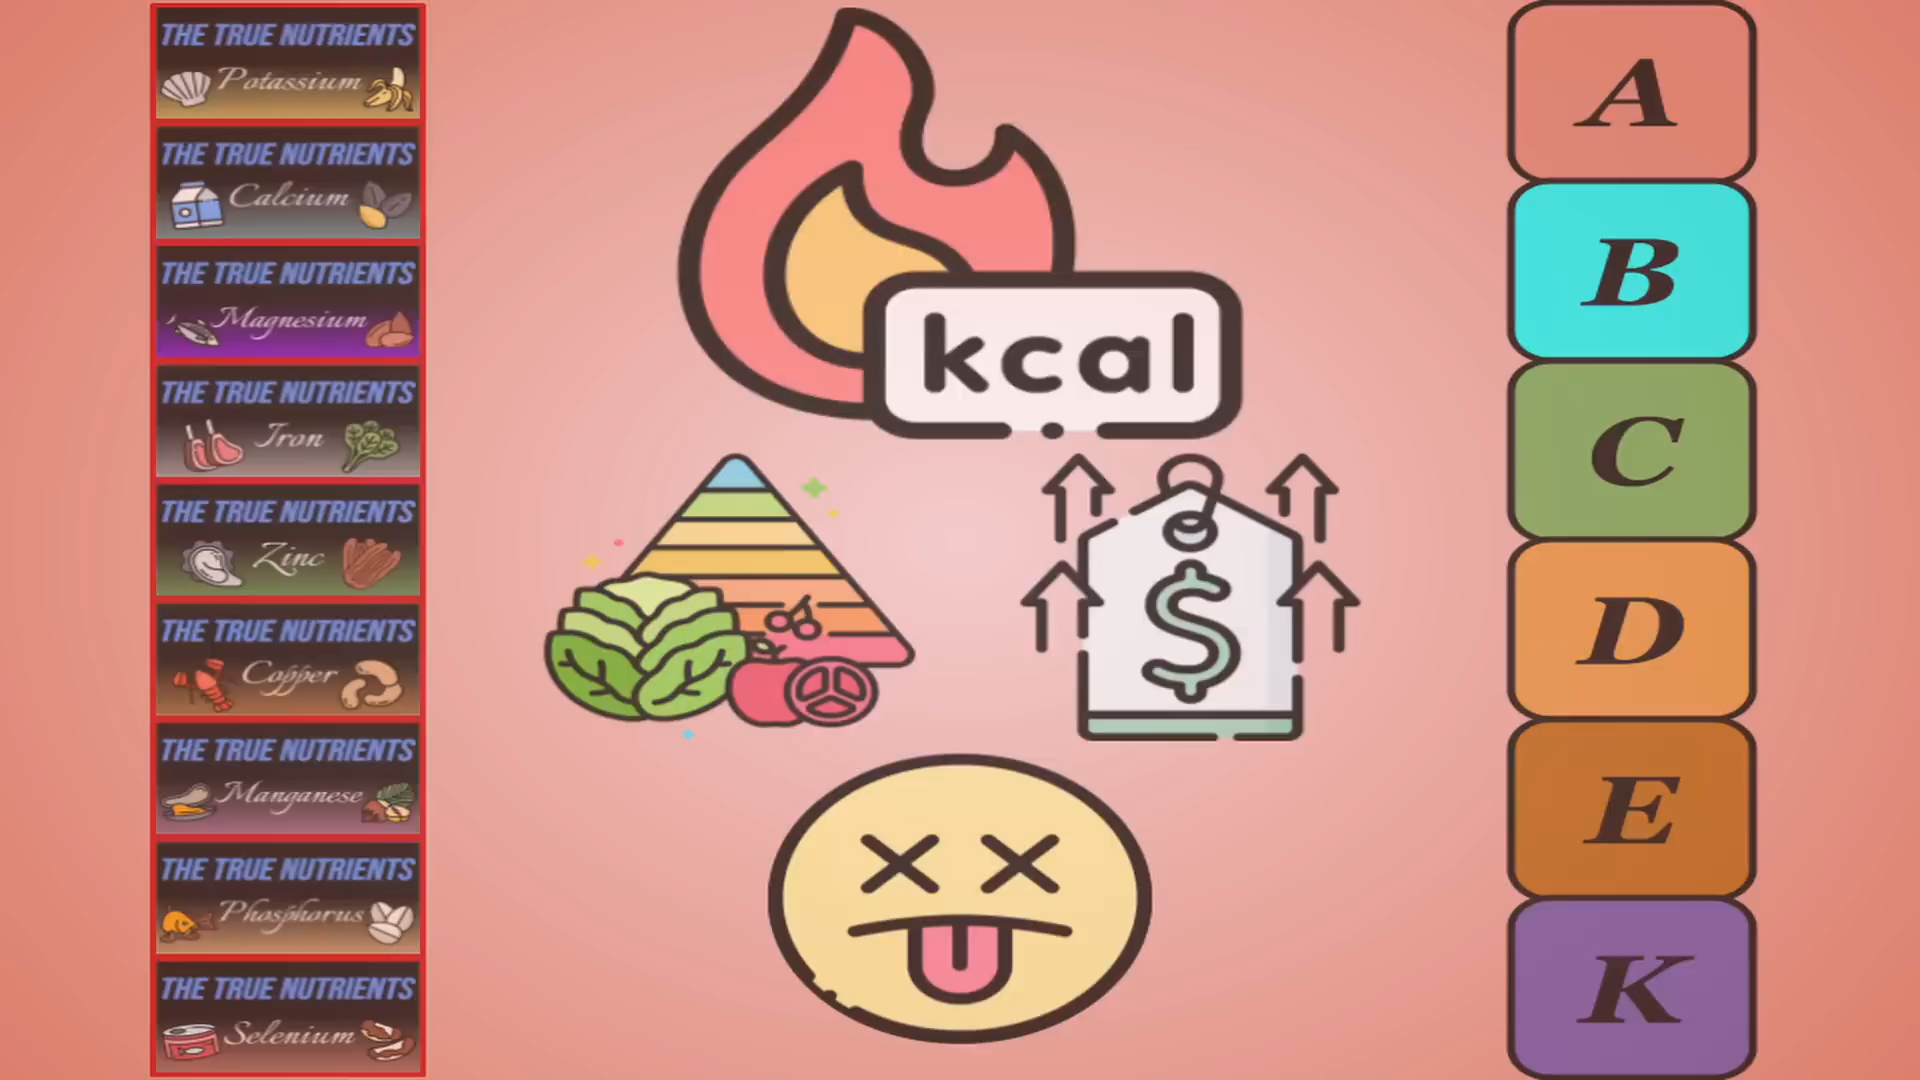 THE TRUE NUTRIENTS
Potassium
THE TRUE NUTRIENTS
Calcium
THE TRUE NUTRIENTS
Magnesium
THE TRUE NUTRIENTS
Iron
THE TRUE NUTRIENTS
Zinc
THE TRUE NUTRIENTS
Copper
THE TRUE NUTRIENTS
Manganese
THE TRUE NUTRIENTS
Phosphorus
THE TRUE NUTRIENTS
Selenium
kcal
$
A
B
C
D
E
K